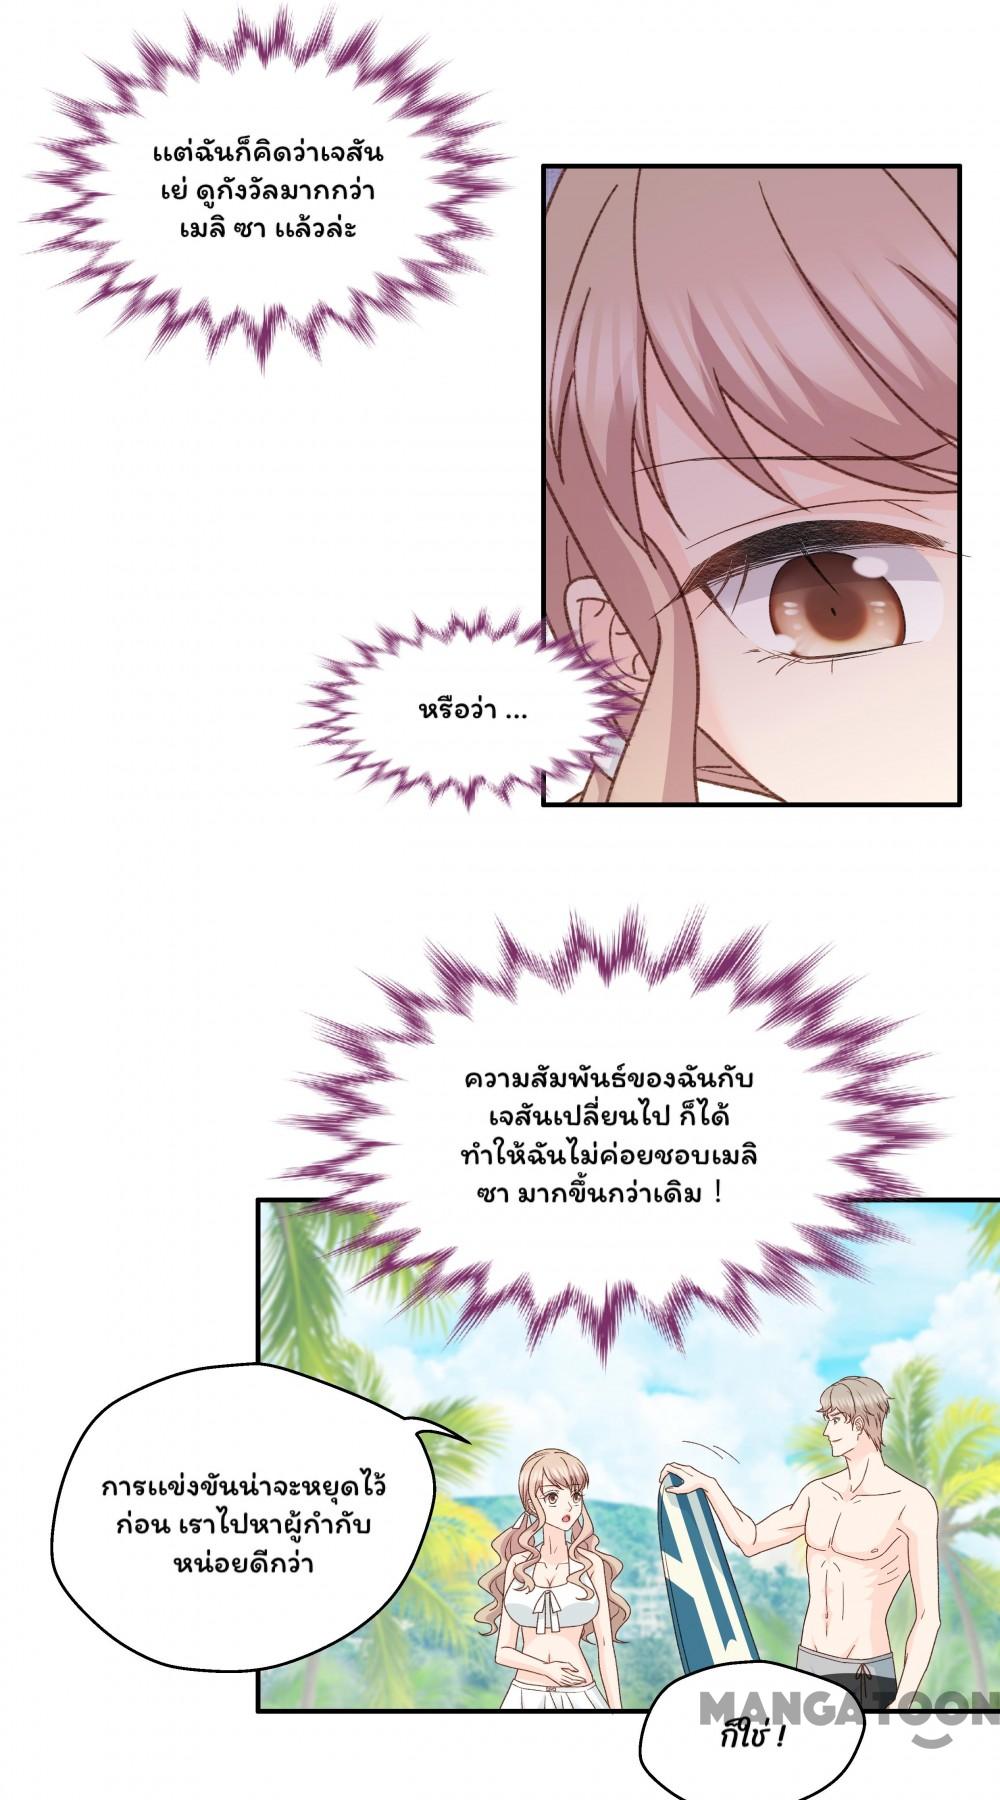 แต่ฉันก็คิดว่าเจสัน
เย่ ดูกังวัลมากกว่า
เมลิ ซา แล้วล่ะ
หรือว่า ...
ความสัมพันธ์ของฉันกับ
เจสันเปลี่ยนไป ก็ได้
ทำให้ฉันไม่ค่อยชอบเมลิ
ซา มากขึ้นกว่าเดิม !
การแข่งขันน่าจะหยุดไว้
ก่อน เราไปหาผู้กำกับ
หน่อยดีกว่า
ก็ใช่ !
MANGATOON